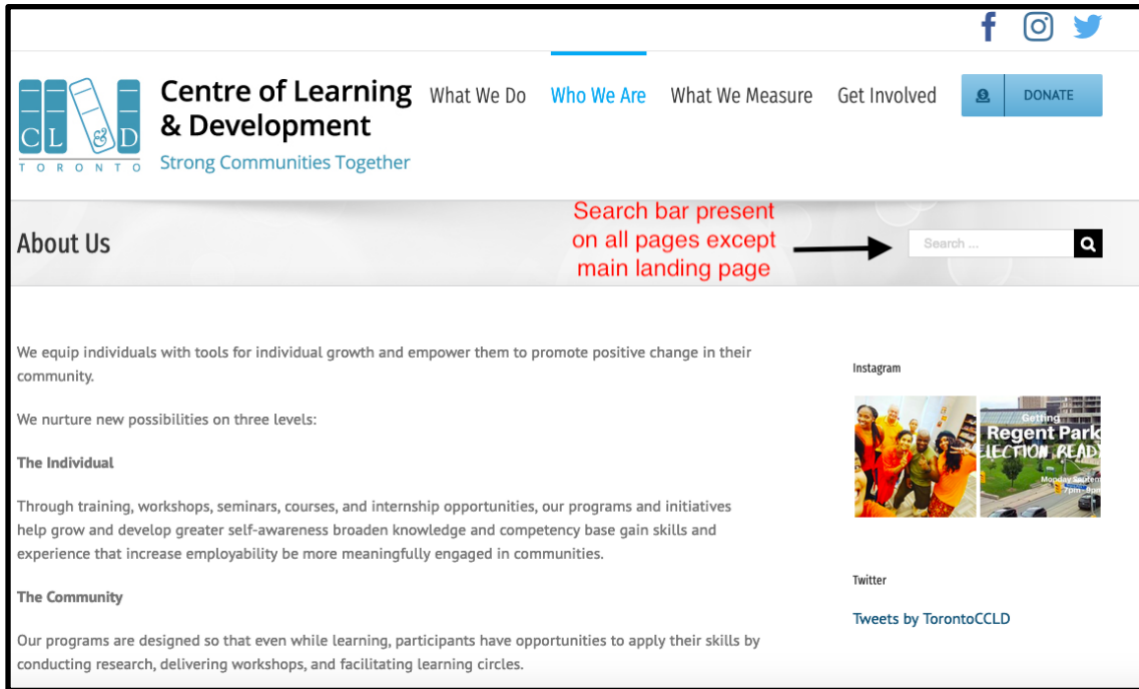 CL&D
TORONTO
Centre of Learning
& Development
Strong Communities Together
What We Do
Who We Are
What We Measure
Get Involved
DONATE
About Us
Search bar present
on all pages except
main landing page
Search ...
We equip individuals with tools for individual growth and empower them to promote positive change in their
community.
We nurture new possibilities on three levels:
The Individual
Through training, workshops, seminars, courses, and internship opportunities, our programs and initiatives
help grow and develop greater self-awareness broaden knowledge and competency base gain skills and
experience that increase employability be more meaningfully engaged in communities.
The Community
Our programs are designed so that even while learning, participants have opportunities to apply their skills by
conducting research, delivering workshops, and facilitating learning circles.
Instagram
Getting
Regent Park
ELECTION READY
Monday
7pm-
Twitter
Tweets by TorontoCCLD